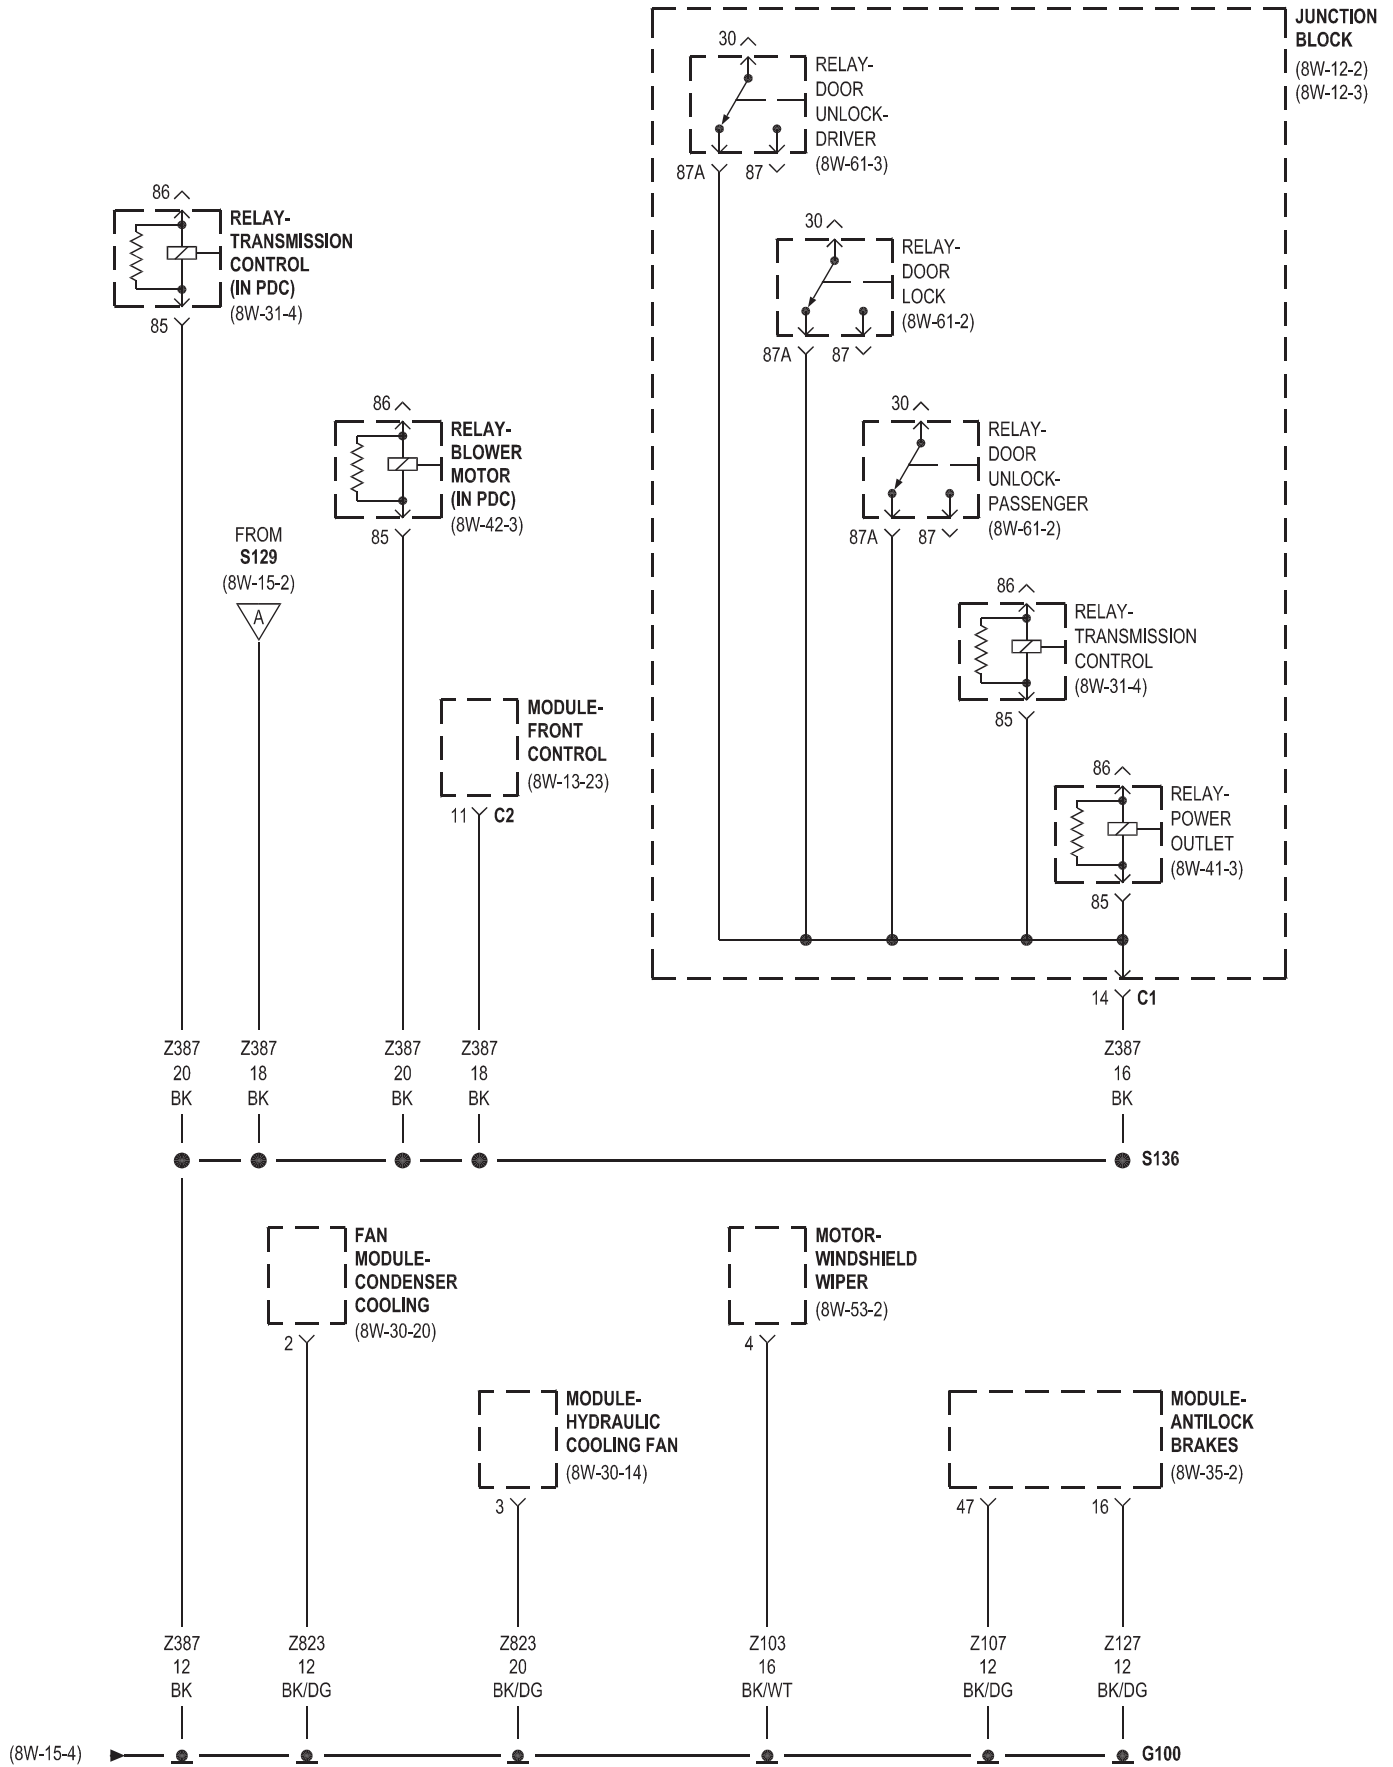 JUNCTION
BLOCK
(8W-12-2)
(8W-12-3)
30
RELAY-
DOOR
UNLOCK-
DRIVER
(8W-61-3)
87A
87
86
RELAY-
TRANSMISSION
CONTROL
(IN PDC)
(8W-31-4)
85
30
RELAY-
DOOR
LOCK
(8W-61-2)
87A
87
86
RELAY-
BLOWER
MOTOR
(IN PDC)
(8W-42-3)
85
30
RELAY-
DOOR
UNLOCK-
PASSENGER
(8W-61-2)
87A
87
FROM
S129
(8W-15-2)
A
86
RELAY-
TRANSMISSION
CONTROL
(8W-31-4)
85
MODULE-
FRONT
CONTROL
(8W-13-23)
11
C2
86
RELAY-
POWER
OUTLET
(8W-41-3)
85
14
C1
Z387
20
BK
Z387
18
BK
Z387
20
BK
Z387
18
BK
Z387
16
BK
S136
FAN
MODULE-
CONDENSER
COOLING
(8W-30-20)
2
MOTOR-
WINDSHIELD
WIPER
(8W-53-2)
4
MODULE-
HYDRAULIC
COOLING FAN
(8W-30-14)
3
MODULE-
ANTILOCK
BRAKES
(8W-35-2)
47
16
Z387
12
BK
Z823
12
BK/DG
Z823
20
BK/DG
Z103
16
BK/WT
Z107
12
BK/DG
Z127
12
BK/DG
(8W-15-4)
G100